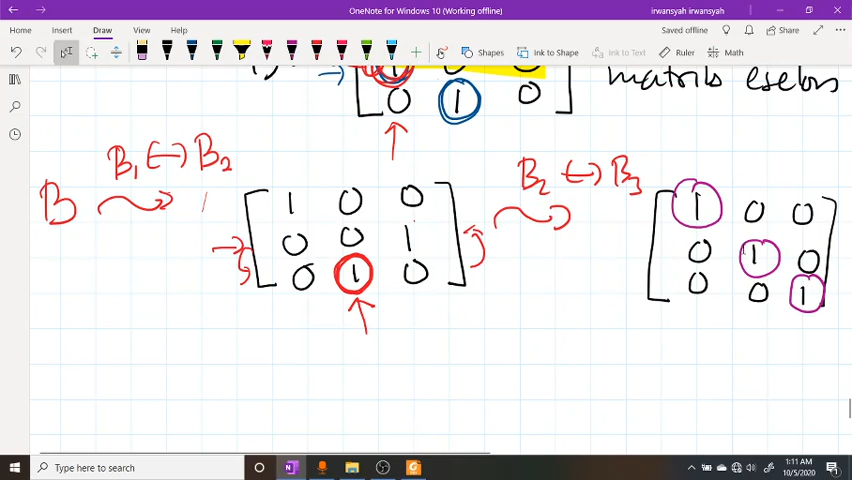 OneNote for Windows 10 (Working offline)
irwansyah irwansyah
Home Insert Draw View Help
Saved offline Share
Shapes Ink to Shape Ink to Text Ruler Math
matriks eselon
0 1 0
B B₁ ↔ B₂
1 0 0
0 0 1
0 1 0
B₂ ↔ B₃
1 0 0
0 1 0
0 0 1
Type here to search
1:11 AM
10/5/2020